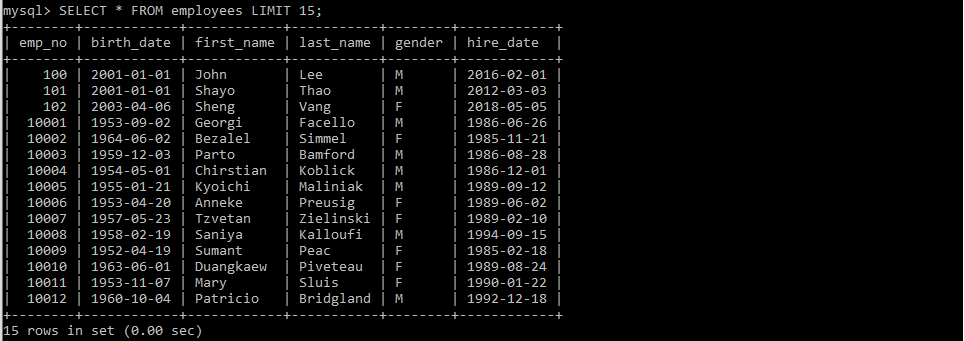 mysql> SELECT * FROM employees LIMIT 15;
+--------+------------+------------+-----------+--------+------------+
| emp_no | birth_date | first_name | last_name | gender | hire_date  |
+--------+------------+------------+-----------+--------+------------+
|    100 | 2001-01-01 | John       | Lee       | M      | 2016-02-01 |
|    101 | 2001-01-01 | Shayo      | Thao      | M      | 2012-03-03 |
|    102 | 2003-04-06 | Sheng      | Vang      | F      | 2018-05-05 |
|  10001 | 1953-09-02 | Georgi     | Facello   | M      | 1986-06-26 |
|  10002 | 1964-06-02 | Bezalel    | Simmel    | F      | 1985-11-21 |
|  10003 | 1959-12-03 | Parto      | Bamford   | M      | 1986-08-28 |
|  10004 | 1954-05-01 | Chirstian  | Koblick   | M      | 1986-12-01 |
|  10005 | 1955-01-21 | Kyoichi    | Maliniak  | M      | 1989-09-12 |
|  10006 | 1953-04-20 | Anneke     | Preusig   | F      | 1989-06-02 |
|  10007 | 1957-05-23 | Tzvetan    | Zielinski | F      | 1989-02-10 |
|  10008 | 1958-02-19 | Saniya     | Kalloufi  | M      | 1994-09-15 |
|  10009 | 1952-04-19 | Sumant     | Peac      | F      | 1985-02-18 |
|  10010 | 1963-06-01 | Duangkaew  | Piveteau  | F      | 1989-08-24 |
|  10011 | 1953-11-07 | Mary       | Sluis     | F      | 1990-01-22 |
|  10012 | 1960-10-04 | Patricio   | Bridgland | M      | 1992-12-18 |
+--------+------------+------------+-----------+--------+------------+
15 rows in set (0.00 sec)